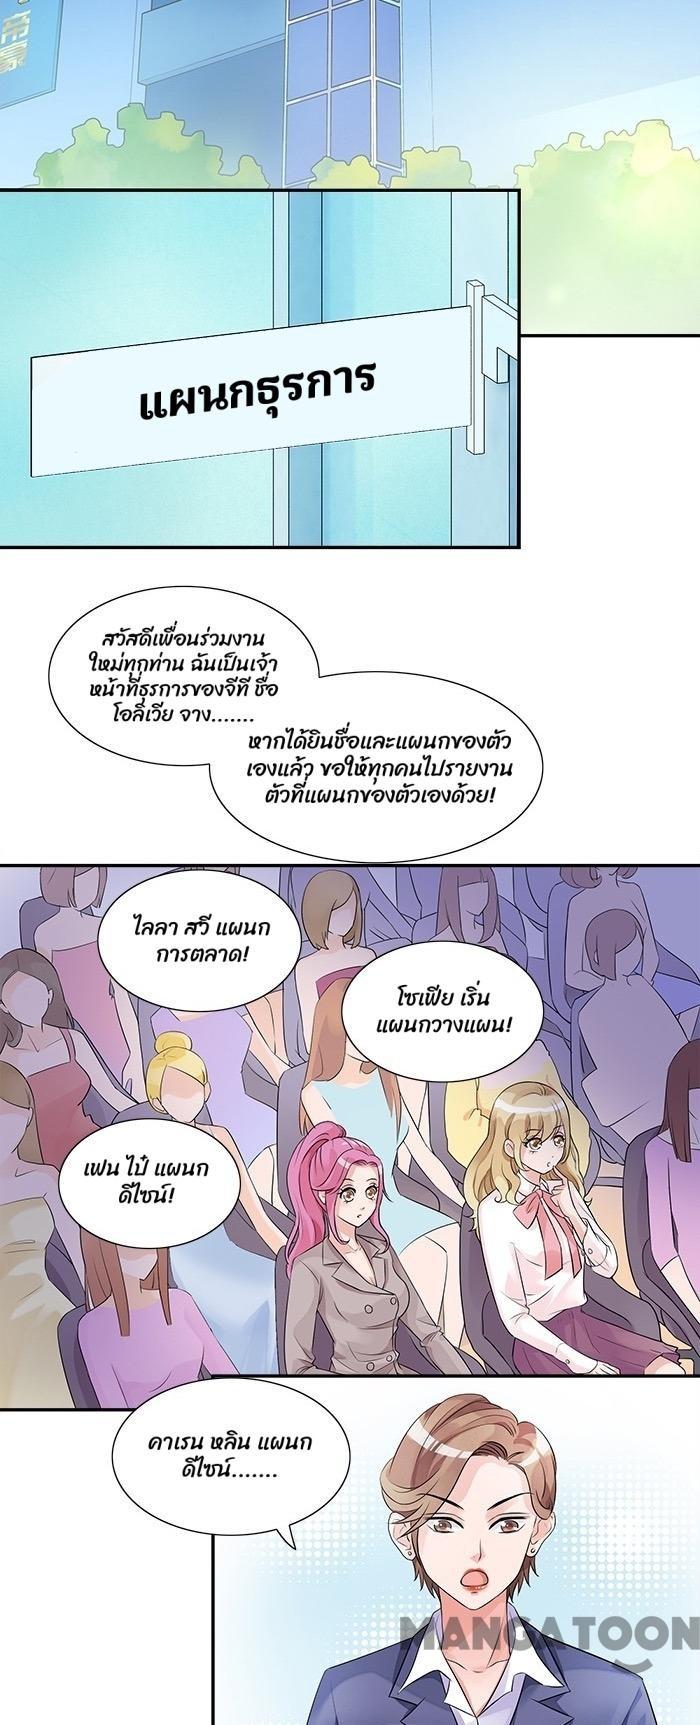 帝豪
แผนกธุรการ
สวัสดีเพื่อนร่วมงาน
ใหม่ทุกท่าน ฉันเป็นเจ้า
หน้าที่ธุรการของจีที ชื่อ
โอลิเวีย จาง.......
หากได้ยินชื่อและแผนกของตัว
เองแล้ว ขอให้ทุกคนไปรายงาน
ตัวที่แผนกของตัวเองด้วย!
ไลลา สวี แผนก
การตลาด!
โซเฟีย เริ่น
แผนกวางแผน!
เฟน ไป๋ แผนก
ดีไซน์!
คาเรน หลิน แผนก
ดีไซน์.......
MANGATOON